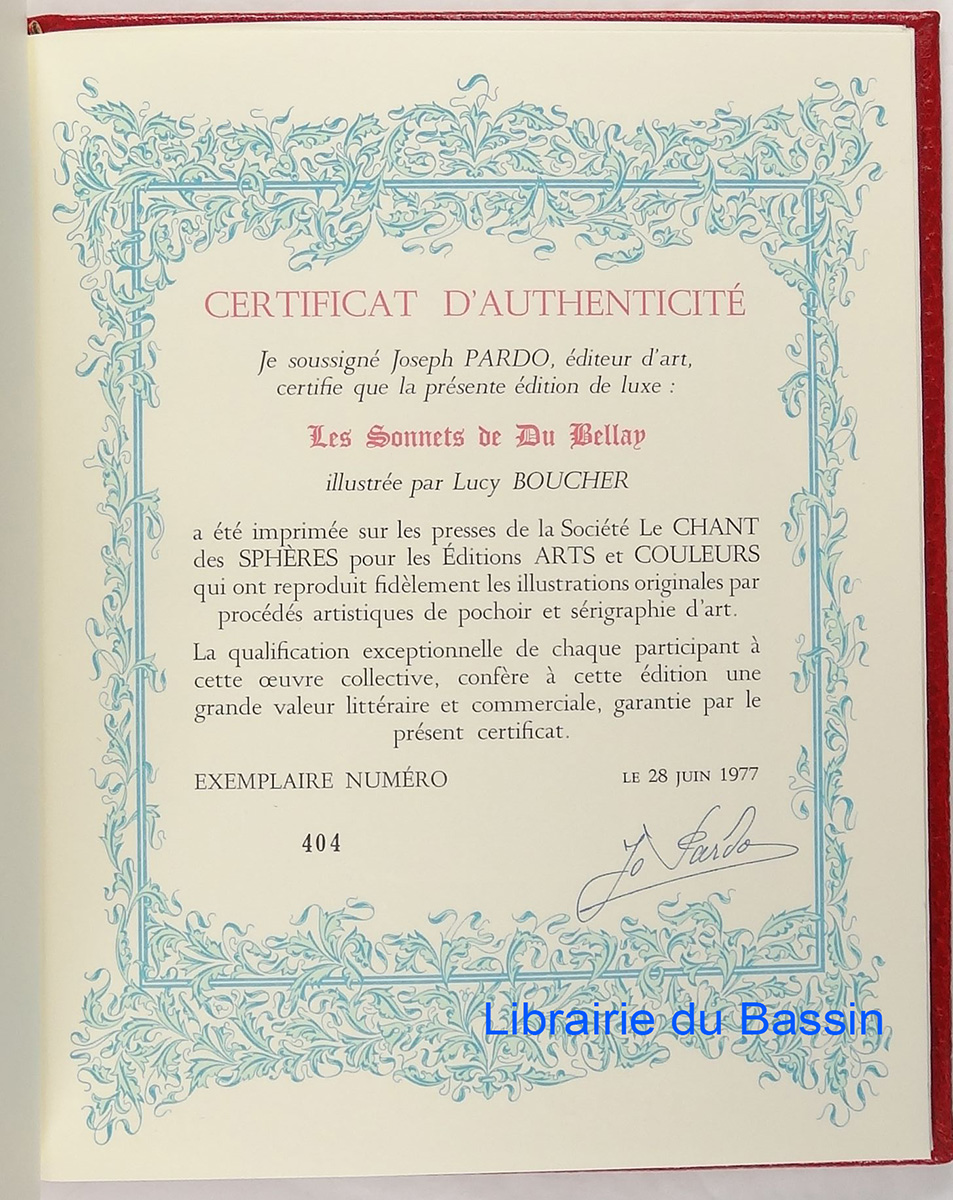 CERTIFICAT D'AUTHENTICITÉ
Je soussigné Joseph PARDO, éditeur d'art,
certifie que la présente édition de luxe :
Les Sonnets de Du Bellay
illustrée par Lucy BOUCHER
a été imprimée sur les presses de la Société Le CHANT
des SPHÈRES pour les Éditions ARTS et COULEURS
qui ont reproduit fidèlement les illustrations originales par
procédés artistiques de pochoir et sérigraphie d'art.
La qualification exceptionnelle de chaque participant à
cette œuvre collective, confère à cette édition une
grande valeur littéraire et commerciale, garantie par le
présent certificat.
EXEMPLAIRE NUMÉRO
LE 28 JUIN 1977
404
Jo Pardo
Librairie du Bassin